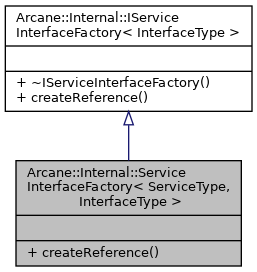 Arcane::Internal::IService
InterfaceFactory< InterfaceType >
+ ~IServiceInterfaceFactory()
+ createReference()
Arcane::Internal::Service
InterfaceFactory< ServiceType,
InterfaceType >
+ createReference()